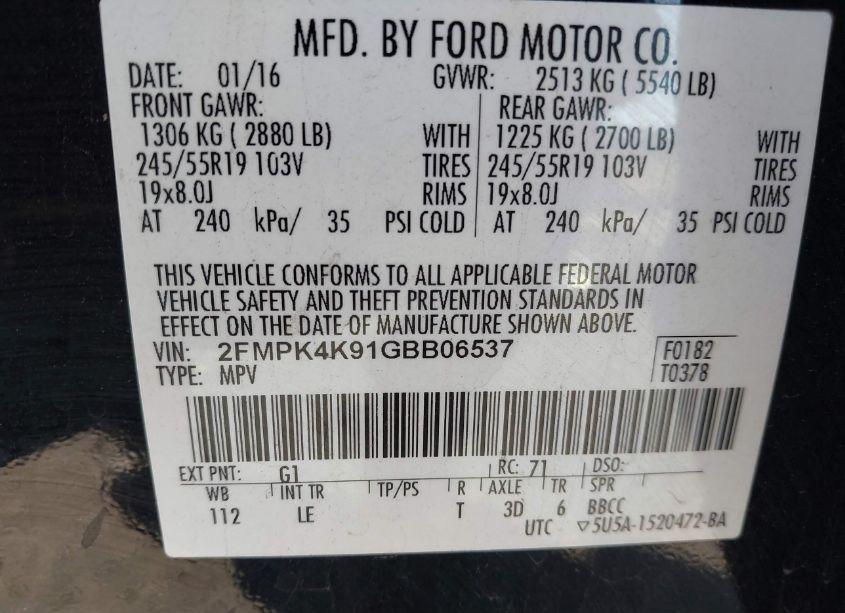 MFD. BY FORD MOTOR CO.
DATE: 01/16 GVWR: 2513 KG ( 5540 LB)
FRONT GAWR: REAR GAWR:
1306 KG ( 2880 LB) WITH 1225 KG ( 2700 LB) WITH
245/55R19 103V TIRES 245/55R19 103V TIRES
19x8.0J RIMS 19x8.0J RIMS
AT 240 kPa/ 35 PSI COLD AT 240 kPa/ 35 PSI COLD
THIS VEHICLE CONFORMS TO ALL APPLICABLE FEDERAL MOTOR
VEHICLE SAFETY AND THEFT PREVENTION STANDARDS IN
EFFECT ON THE DATE OF MANUFACTURE SHOWN ABOVE.
VIN: 2FMPK4K91GBB06537 F0182
TYPE: MPV T0378
EXT PNT: G1 RC: 71 DSO:
WB INT TR TP/PS R AXLE TR SPR
112 LE T 3D 6 BBCC
UTC ▽5U5A-1520472-BA